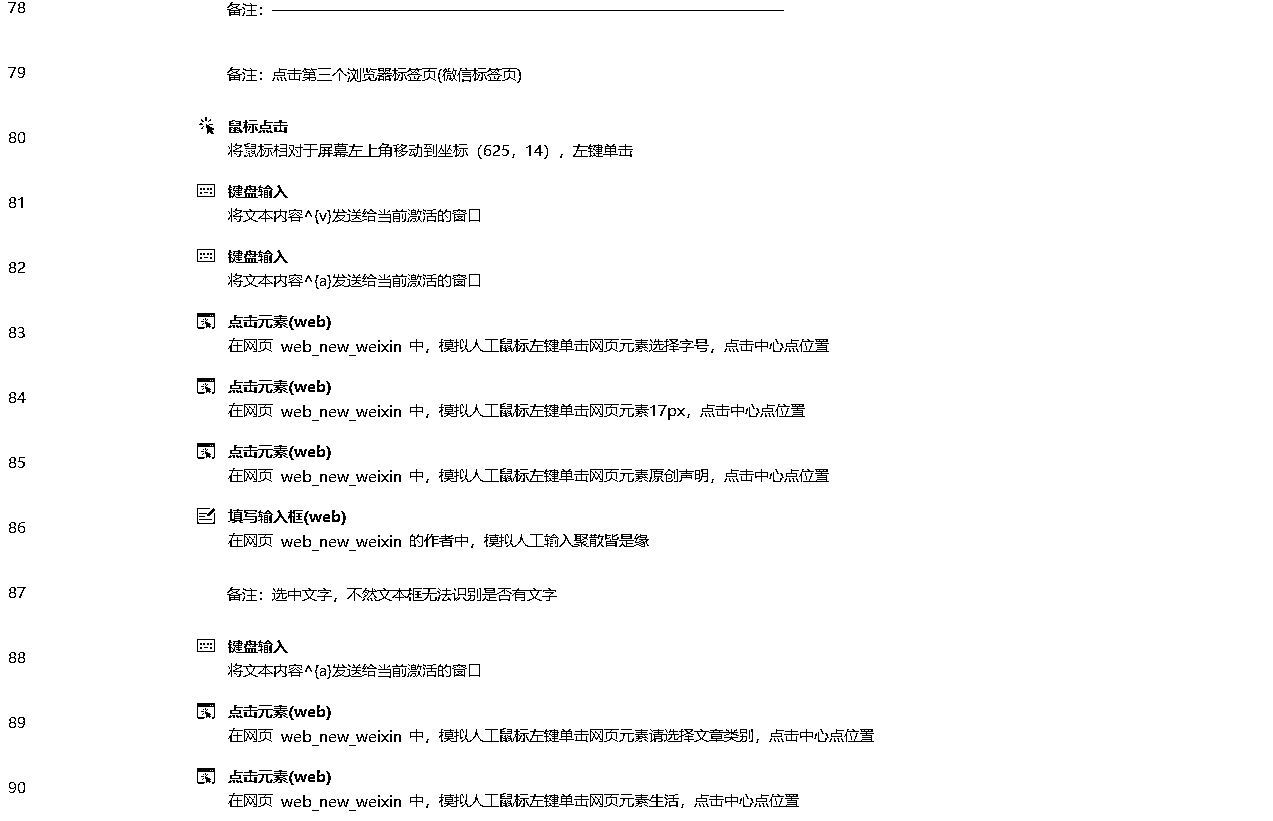 78
备注：——————————————————————————————————
79
备注：点击第三个浏览器标签页(微信标签页)
80
鼠标点击
将鼠标相对于屏幕左上角移动到坐标（625，14），左键单击
81
键盘输入
将文本内容^{v}发送给当前激活的窗口
82
键盘输入
将文本内容^{a}发送给当前激活的窗口
83
点击元素(web)
在网页 web_new_weixin 中，模拟人工鼠标左键单击网页元素选择字号，点击中心点位置
84
点击元素(web)
在网页 web_new_weixin 中，模拟人工鼠标左键单击网页元素17px，点击中心点位置
85
点击元素(web)
在网页 web_new_weixin 中，模拟人工鼠标左键单击网页元素原创声明，点击中心点位置
86
填写输入框(web)
在网页 web_new_weixin 的作者中，模拟人工输入聚散皆是缘
87
备注：选中文字，不然文本框无法识别是否有文字
88
键盘输入
将文本内容^{a}发送给当前激活的窗口
89
点击元素(web)
在网页 web_new_weixin 中，模拟人工鼠标左键单击网页元素请选择文章类别，点击中心点位置
90
点击元素(web)
在网页 web_new_weixin 中，模拟人工鼠标左键单击网页元素生活，点击中心点位置